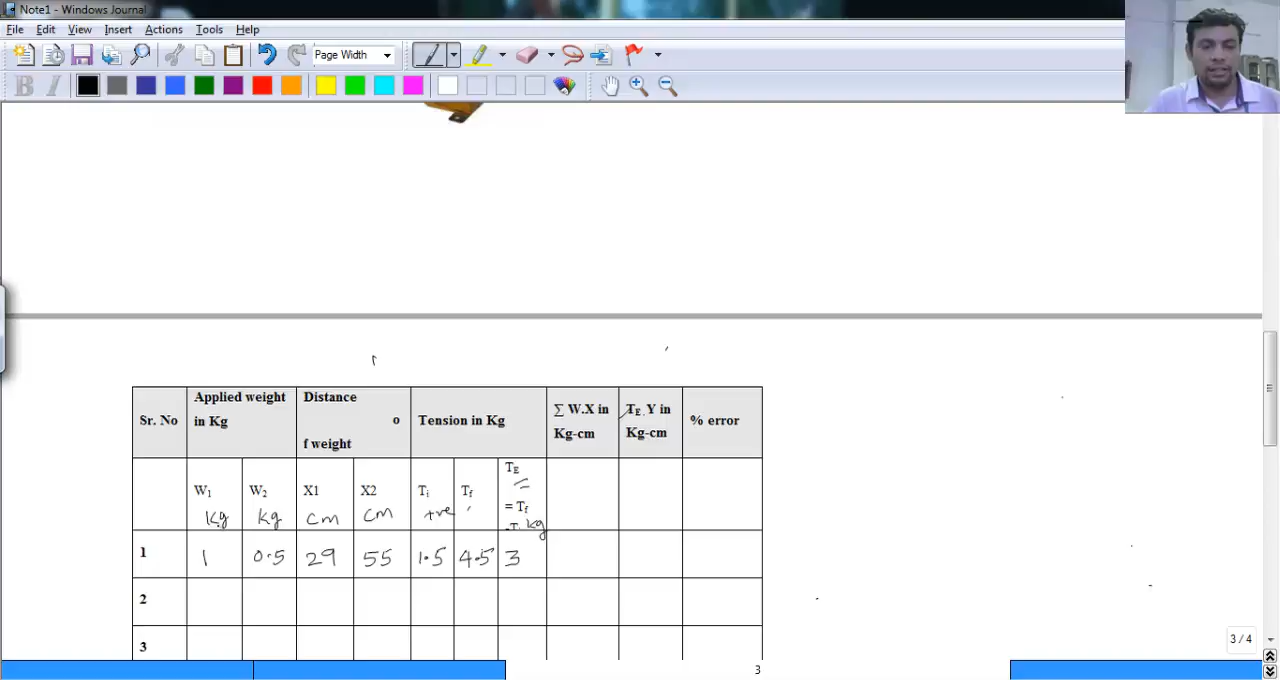 Note1 - Windows Journal
File Edit View Insert Actions Tools Help
Page Width
B I
Sr. No
Applied weight
in Kg
Distance
o
f weight
Tension in Kg
∑ W.X in
Kg-cm
TE . Y in
Kg-cm
% error
W1 Kg
W2 Kg
X1 cm
X2 cm
Ti +ve
Tf
TE
= Tf
-Ti kg
1 1 0.5 29 55 1.5 4.5 3
2
3
3 / 4
3